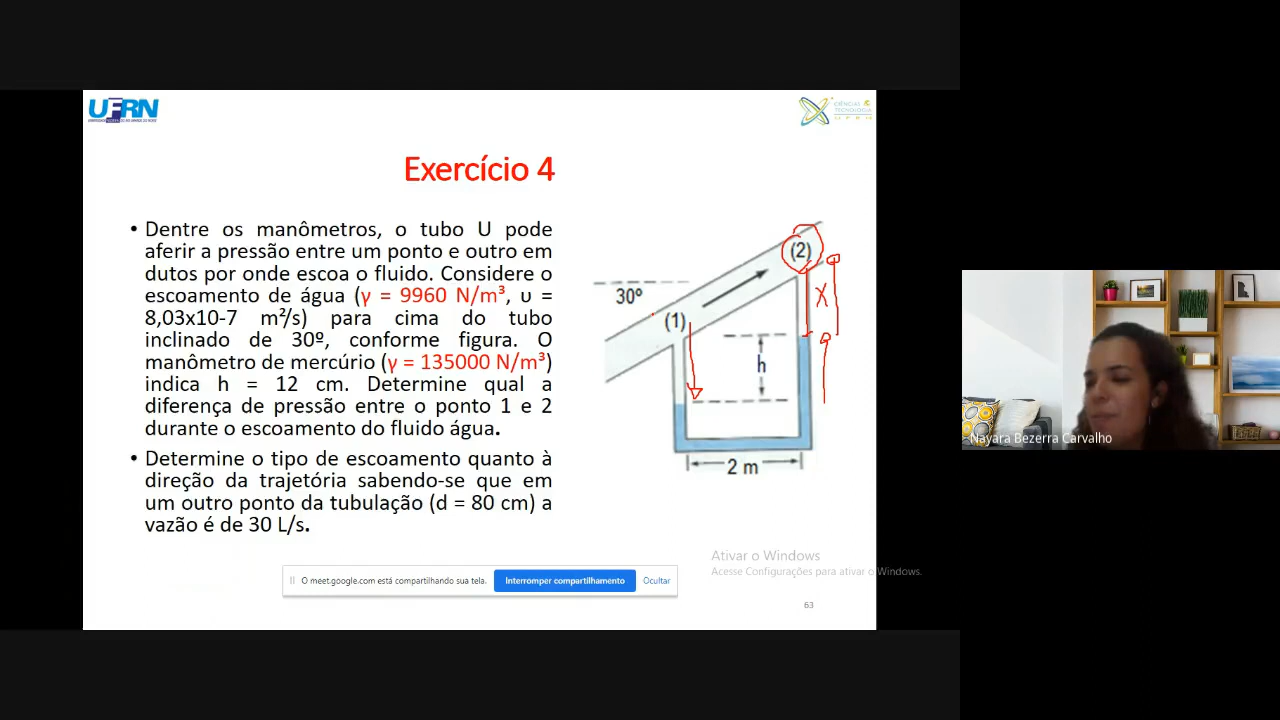 UFRN
CIÊNCIAS &
TECNOLOGIA
U F R N
Exercício 4
• Dentre os manômetros, o tubo U pode
aferir a pressão entre um ponto e outro em
dutos por onde escoa o fluido. Considere o
escoamento de água (γ = 9960 N/m³, υ =
8,03x10-7 m²/s) para cima do tubo
inclinado de 30º, conforme figura. O
manômetro de mercúrio (γ = 135000 N/m³)
indica h = 12 cm. Determine qual a
diferença de pressão entre o ponto 1 e 2
durante o escoamento do fluido água.
• Determine o tipo de escoamento quanto à
direção da trajetória sabendo-se que em
um outro ponto da tubulação (d = 80 cm) a
vazão é de 30 L/s.
(2)
30º
X
(1)
h
2 m
Nayara Bezerra Carvalho
Ativar o Windows
Acesse Configurações para ativar o Windows.
O meet.google.com está compartilhando sua tela.
Interromper compartilhamento
Ocultar
63